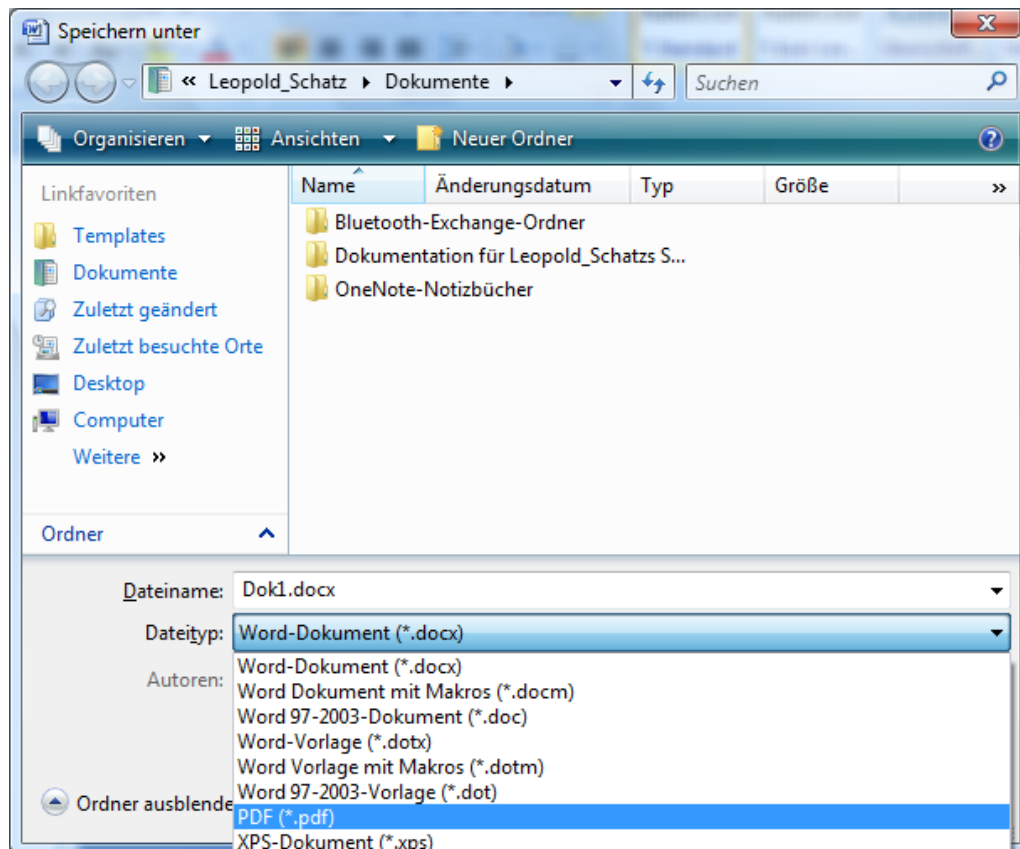 Speichern unter
« Leopold_Schatz Dokumente Suchen
Organisieren Ansichten Neuer Ordner
Linkfavoriten
Templates
Dokumente
Zuletzt geändert
Zuletzt besuchte Orte
Desktop
Computer
Weitere »
Ordner
Name Änderungsdatum Typ Größe »
Bluetooth-Exchange-Ordner
Dokumentation für Leopold_Schatzs S...
OneNote-Notizbücher
Dateiname: Dok1.docx
Dateityp: Word-Dokument (*.docx)
Autoren:
Word-Dokument (*.docx)
Word Dokument mit Makros (*.docm)
Word 97-2003-Dokument (*.doc)
Word-Vorlage (*.dotx)
Word Vorlage mit Makros (*.dotm)
Word 97-2003-Vorlage (*.dot)
PDF (*.pdf)
XPS-Dokument (*.xps)
Ordner ausblende